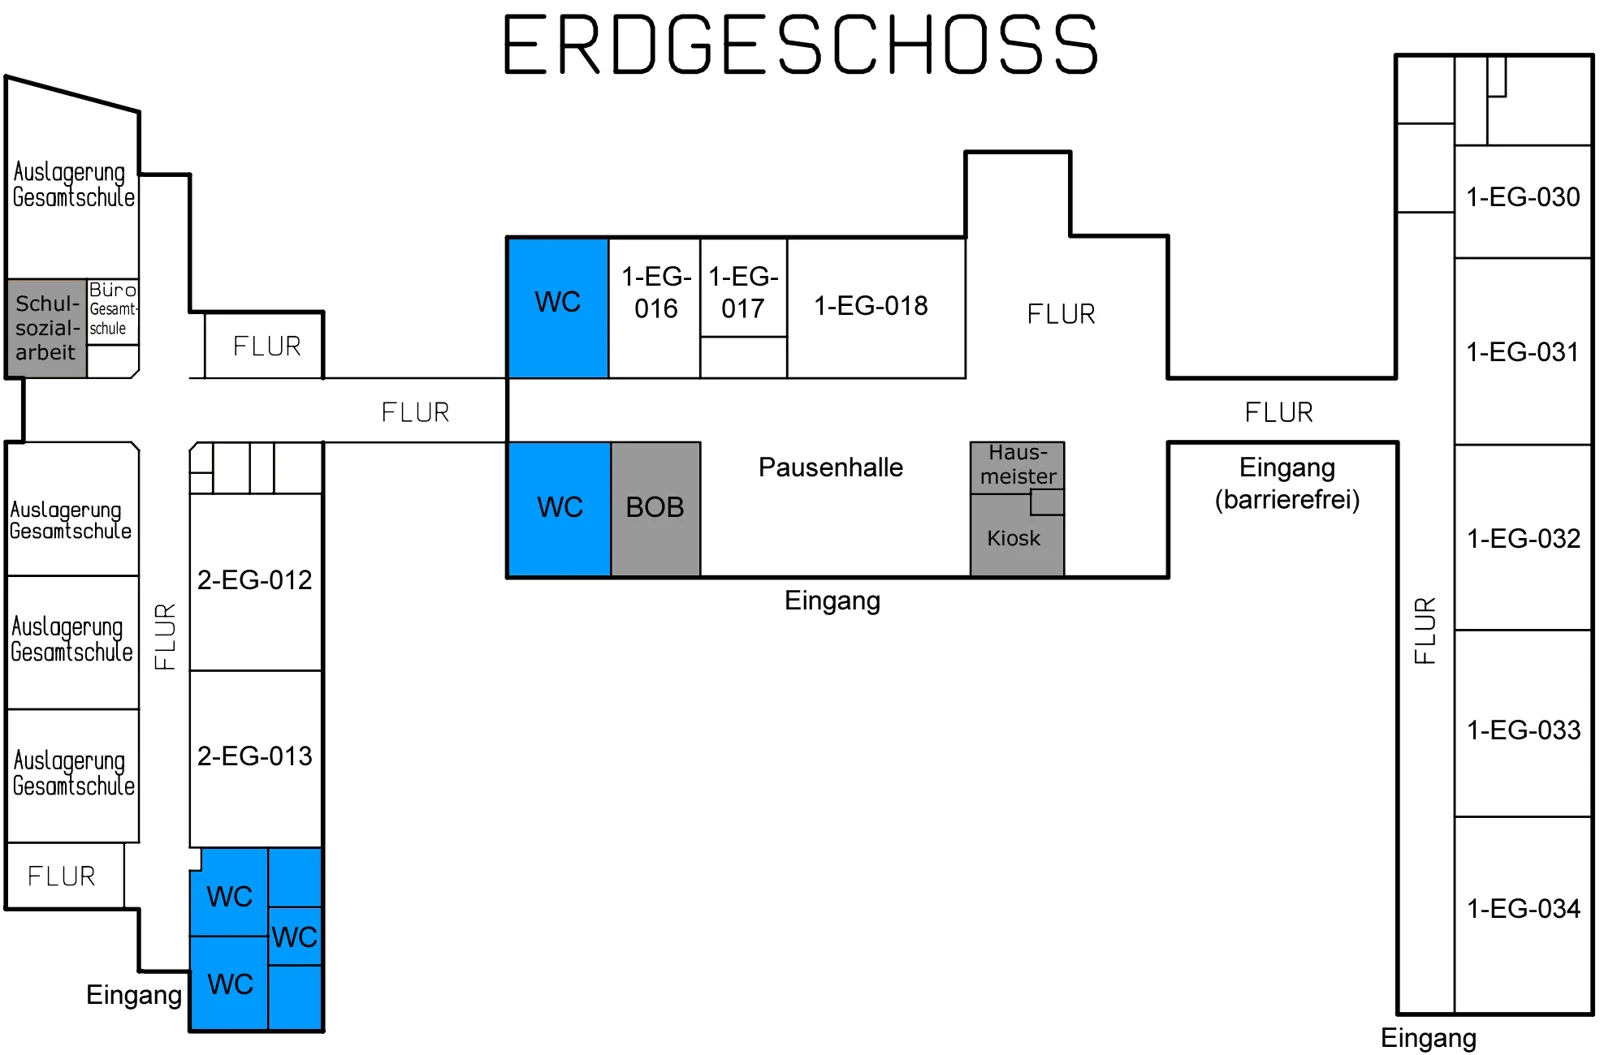 ERDGESCHOSS
Auslagerung
Gesamtschule
Schul-
sozial-
arbeit
Büro
Gesamt-
schule
FLUR
FLUR
Auslagerung
Gesamtschule
Auslagerung
Gesamtschule
Auslagerung
Gesamtschule
FLUR
FLUR
2-EG-012
2-EG-013
WC
WC
WC
Eingang
WC
1-EG-
016
1-EG-
017
1-EG-018
FLUR
WC
BOB
Pausenhalle
Haus-
meister
Kiosk
Eingang
FLUR
Eingang
(barrierefrei)
1-EG-030
1-EG-031
1-EG-032
1-EG-033
1-EG-034
FLUR
Eingang